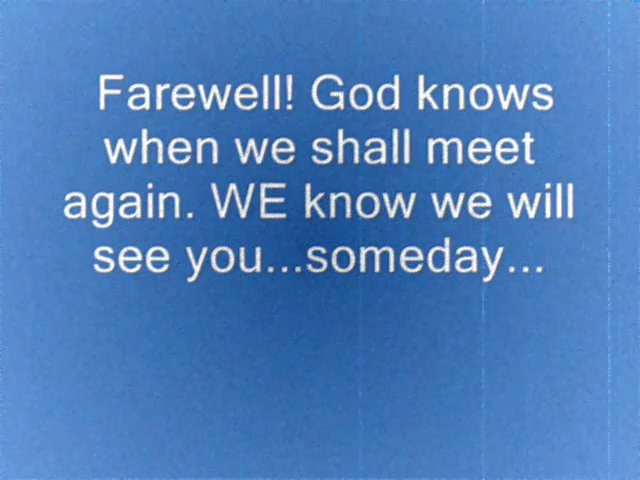 Farewell! God knows
when we shall meet
again. WE know we will
see you...someday...